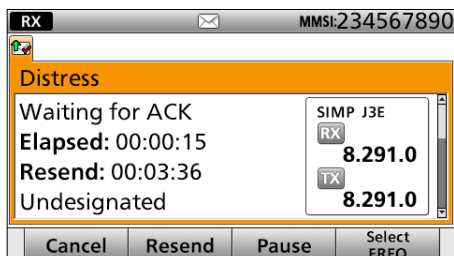 RX MMSI:234567890
Distress
Waiting for ACK
Elapsed: 00:00:15
Resend: 00:03:36
Undesignated
SIMP J3E
RX
8.291.0
TX
8.291.0
Cancel Resend Pause Select FREQ